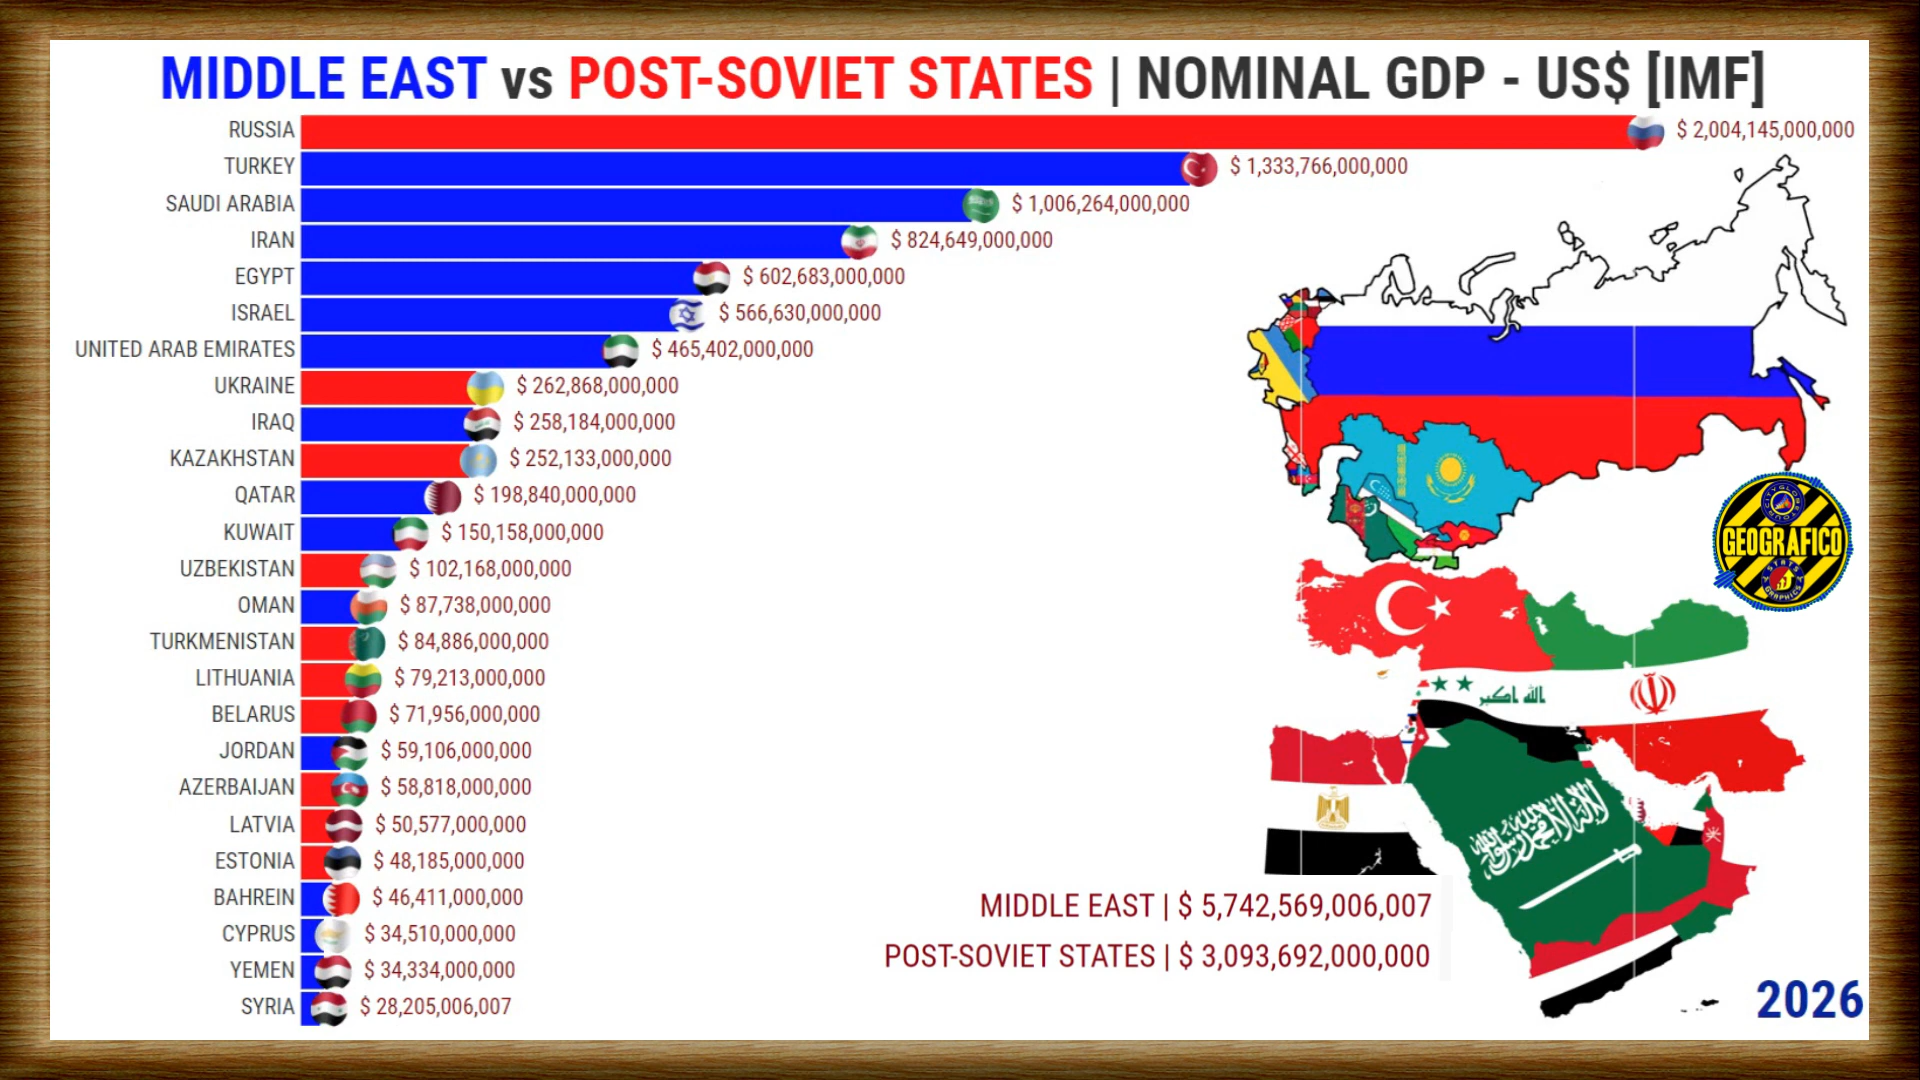 MIDDLE EAST vs POST-SOVIET STATES | NOMINAL GDP - US$ [IMF]
RUSSIA $ 2,004,145,000,000
TURKEY $ 1,333,766,000,000
SAUDI ARABIA $ 1,006,264,000,000
IRAN $ 824,649,000,000
EGYPT $ 602,683,000,000
ISRAEL $ 566,630,000,000
UNITED ARAB EMIRATES $ 465,402,000,000
UKRAINE $ 262,868,000,000
IRAQ $ 258,184,000,000
KAZAKHSTAN $ 252,133,000,000
QATAR $ 198,840,000,000
KUWAIT $ 150,158,000,000
UZBEKISTAN $ 102,168,000,000
OMAN $ 87,738,000,000
TURKMENISTAN $ 84,886,000,000
LITHUANIA $ 79,213,000,000
BELARUS $ 71,956,000,000
JORDAN $ 59,106,000,000
AZERBAIJAN $ 58,818,000,000
LATVIA $ 50,577,000,000
ESTONIA $ 48,185,000,000
BAHREIN $ 46,411,000,000
CYPRUS $ 34,510,000,000
YEMEN $ 34,334,000,000
SYRIA $ 28,205,006,007
GEOGRAFICO
STATS
GRAPHICS
الله اكبر
MIDDLE EAST | $ 5,742,569,006,007
POST-SOVIET STATES | $ 3,093,692,000,000
2026